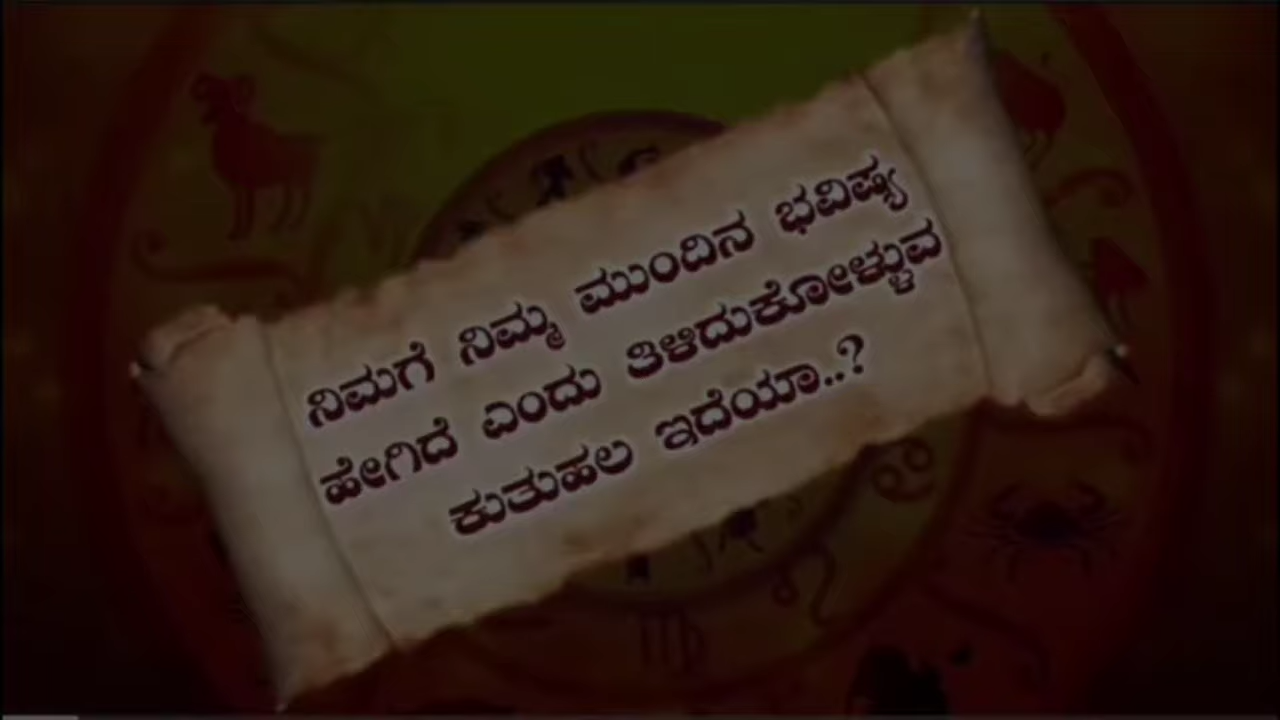 ನಿಮಗೆ ನಿಮ್ಮ ಮುಂದಿನ ಭವಿಷ್ಯ
ಹೇಗಿದೆ ಎಂದು ತಿಳಿದುಕೋಳ್ಳುವ
ಕುತುಹಲ ಇದೆಯಾ..?